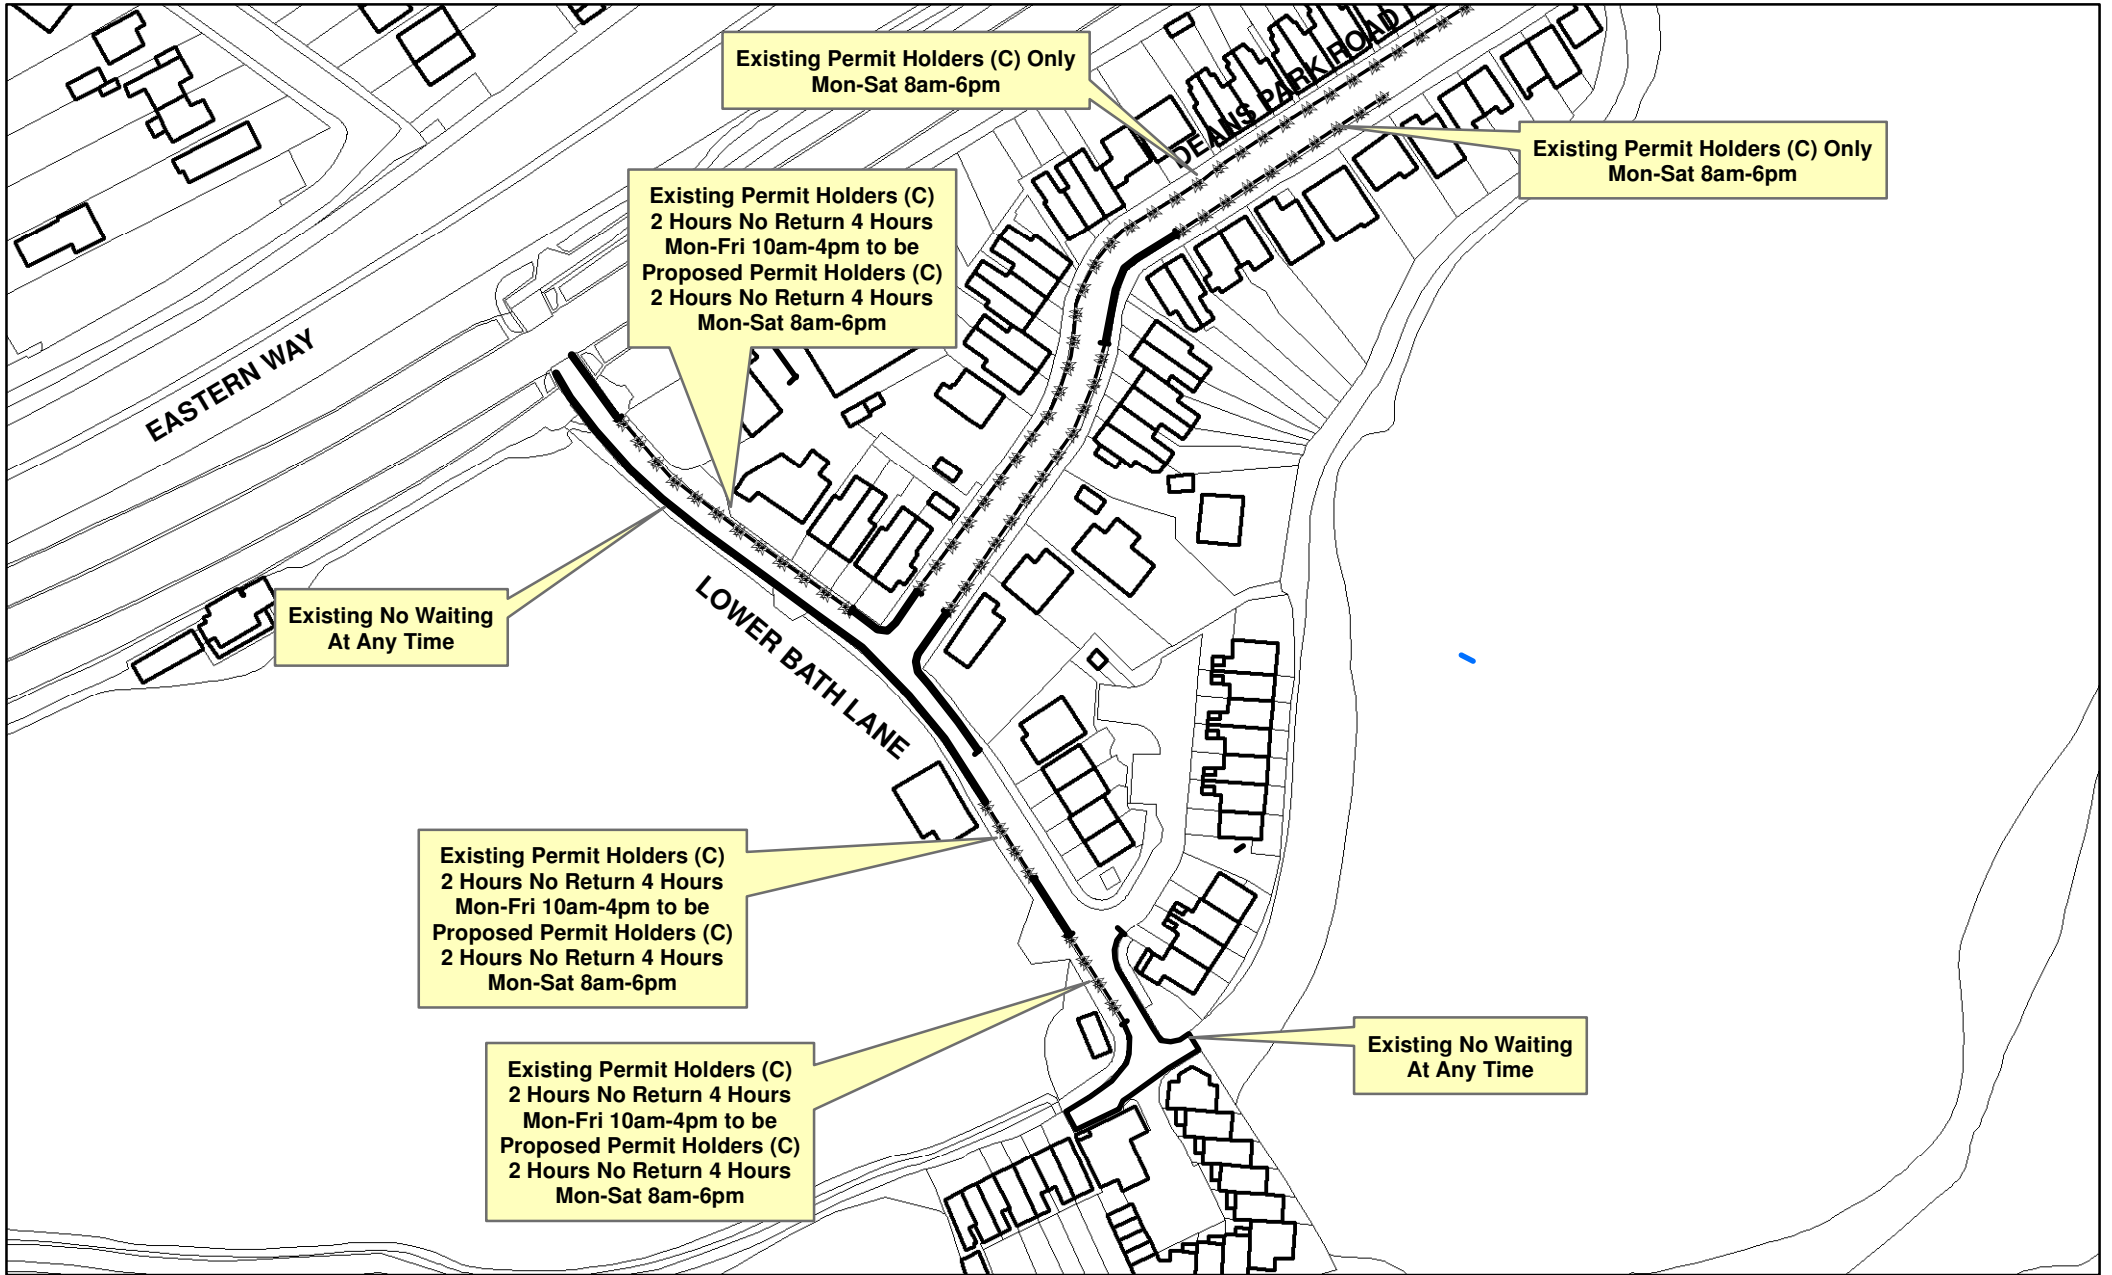 Existing Permit Holders (C) Only
Mon-Sat 8am-6pm
DEANS PARK ROAD
Existing Permit Holders (C) Only
Mon-Sat 8am-6pm
Existing Permit Holders (C)
2 Hours No Return 4 Hours
Mon-Fri 10am-4pm to be
Proposed Permit Holders (C)
2 Hours No Return 4 Hours
Mon-Sat 8am-6pm
EASTERN WAY
Existing No Waiting
At Any Time
LOWER BATH LANE
Existing Permit Holders (C)
2 Hours No Return 4 Hours
Mon-Fri 10am-4pm to be
Proposed Permit Holders (C)
2 Hours No Return 4 Hours
Mon-Sat 8am-6pm
Existing No Waiting
At Any Time
Existing Permit Holders (C)
2 Hours No Return 4 Hours
Mon-Fri 10am-4pm to be
Proposed Permit Holders (C)
2 Hours No Return 4 Hours
Mon-Sat 8am-6pm